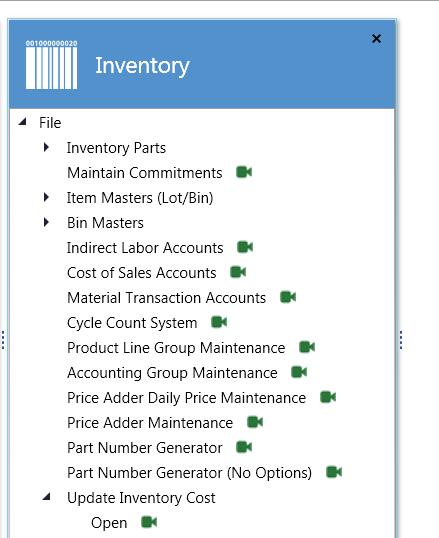 001000000020
Inventory
File
Inventory Parts
Maintain Commitments
Item Masters (Lot/Bin)
Bin Masters
Indirect Labor Accounts
Cost of Sales Accounts
Material Transaction Accounts
Cycle Count System
Product Line Group Maintenance
Accounting Group Maintenance
Price Adder Daily Price Maintenance
Price Adder Maintenance
Part Number Generator
Part Number Generator (No Options)
Update Inventory Cost
Open